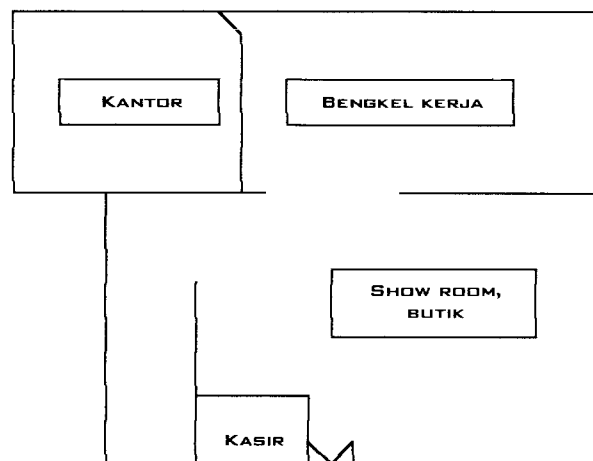 KANTOR
BENGKEL KERJA
SHOW ROOM,
BUTIK
KASIR